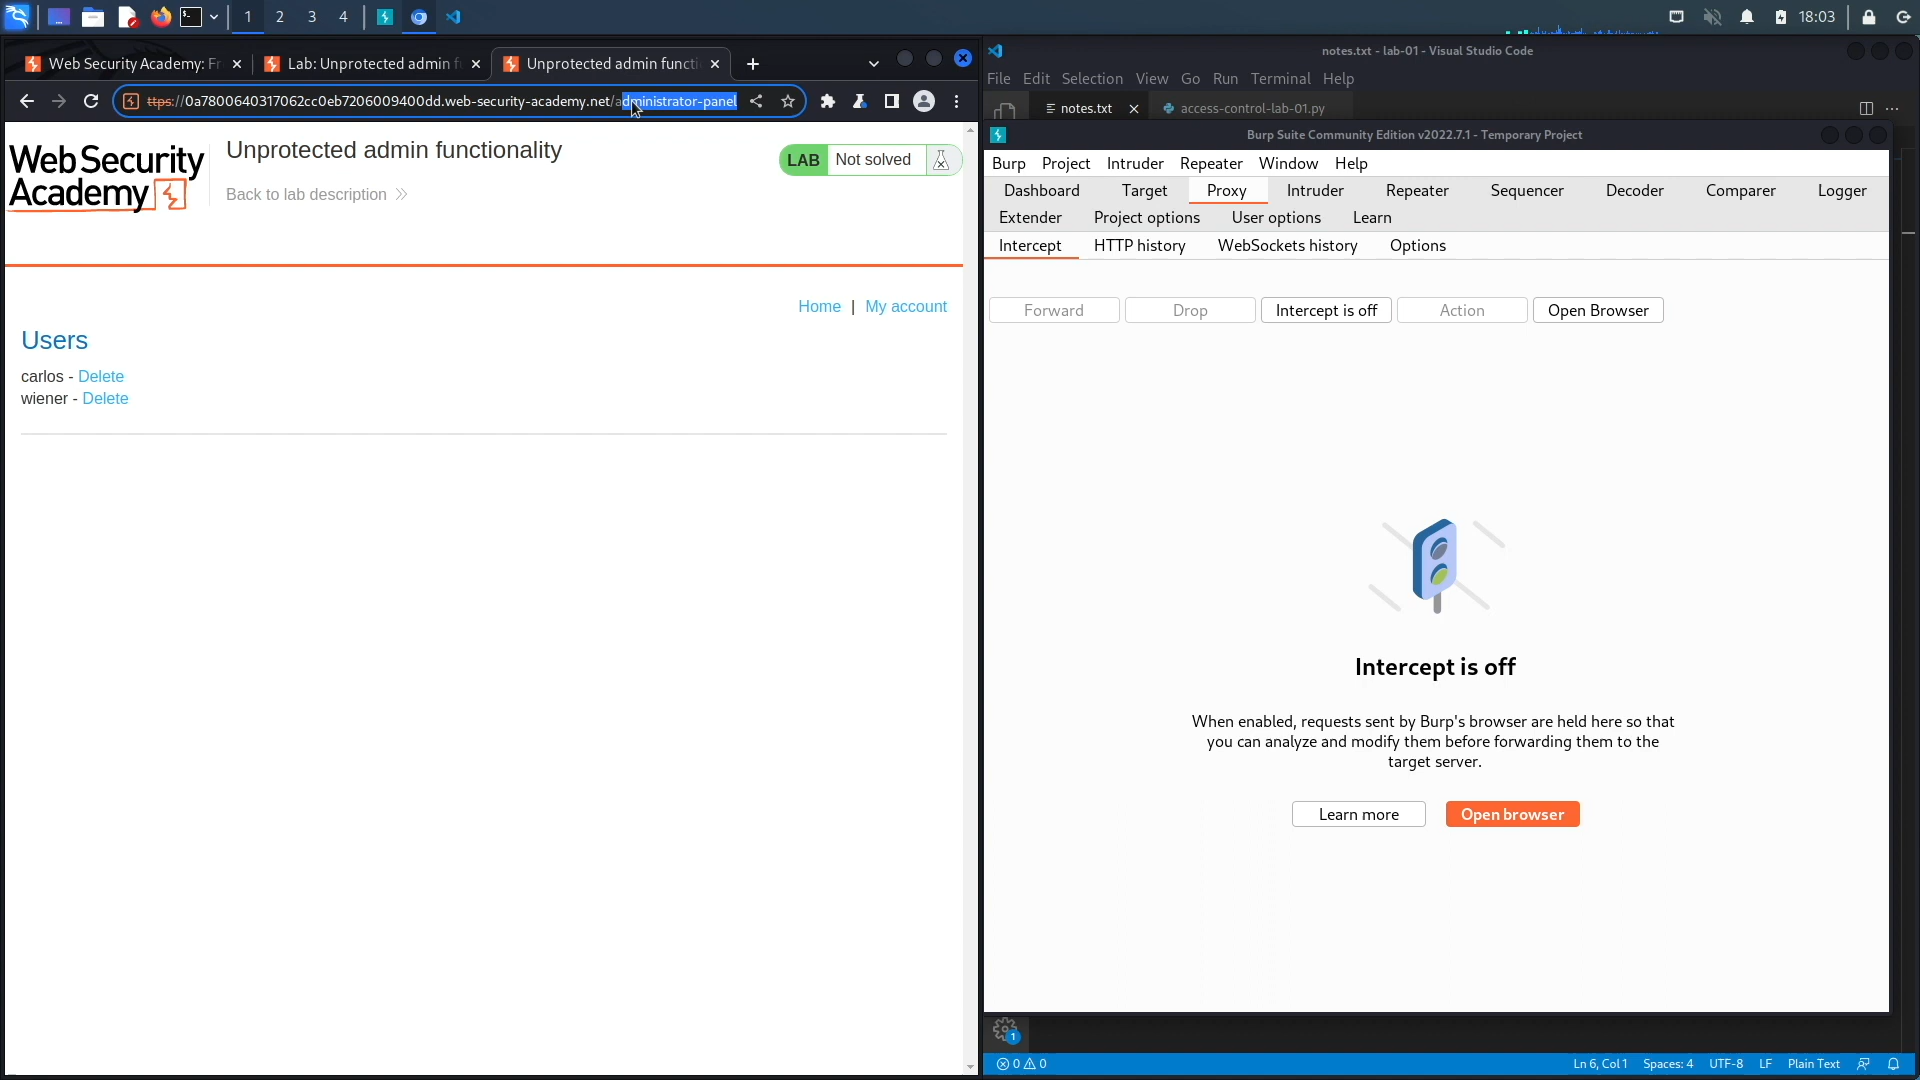 1 2 3 4 18:03
Web Security Academy: Fr Lab: Unprotected admin f Unprotected admin functi
ttps://0a7800640317062cc0eb7206009400dd.web-security-academy.net/administrator-panel
Web Security
Academy
Unprotected admin functionality
Back to lab description
LAB Not solved
Home | My account
Users
carlos - Delete
wiener - Delete
notes.txt - lab-01 - Visual Studio Code
File Edit Selection View Go Run Terminal Help
notes.txt access-control-lab-01.py
Burp Suite Community Edition v2022.7.1 - Temporary Project
Burp Project Intruder Repeater Window Help
Dashboard Target Proxy Intruder Repeater Sequencer Decoder Comparer Logger
Extender Project options User options Learn
Intercept HTTP history WebSockets history Options
Forward Drop Intercept is off Action Open Browser
Intercept is off
When enabled, requests sent by Burp's browser are held here so that
you can analyze and modify them before forwarding them to the
target server.
Learn more Open browser
1
0 0 Ln 6, Col 1 Spaces: 4 UTF-8 LF Plain Text